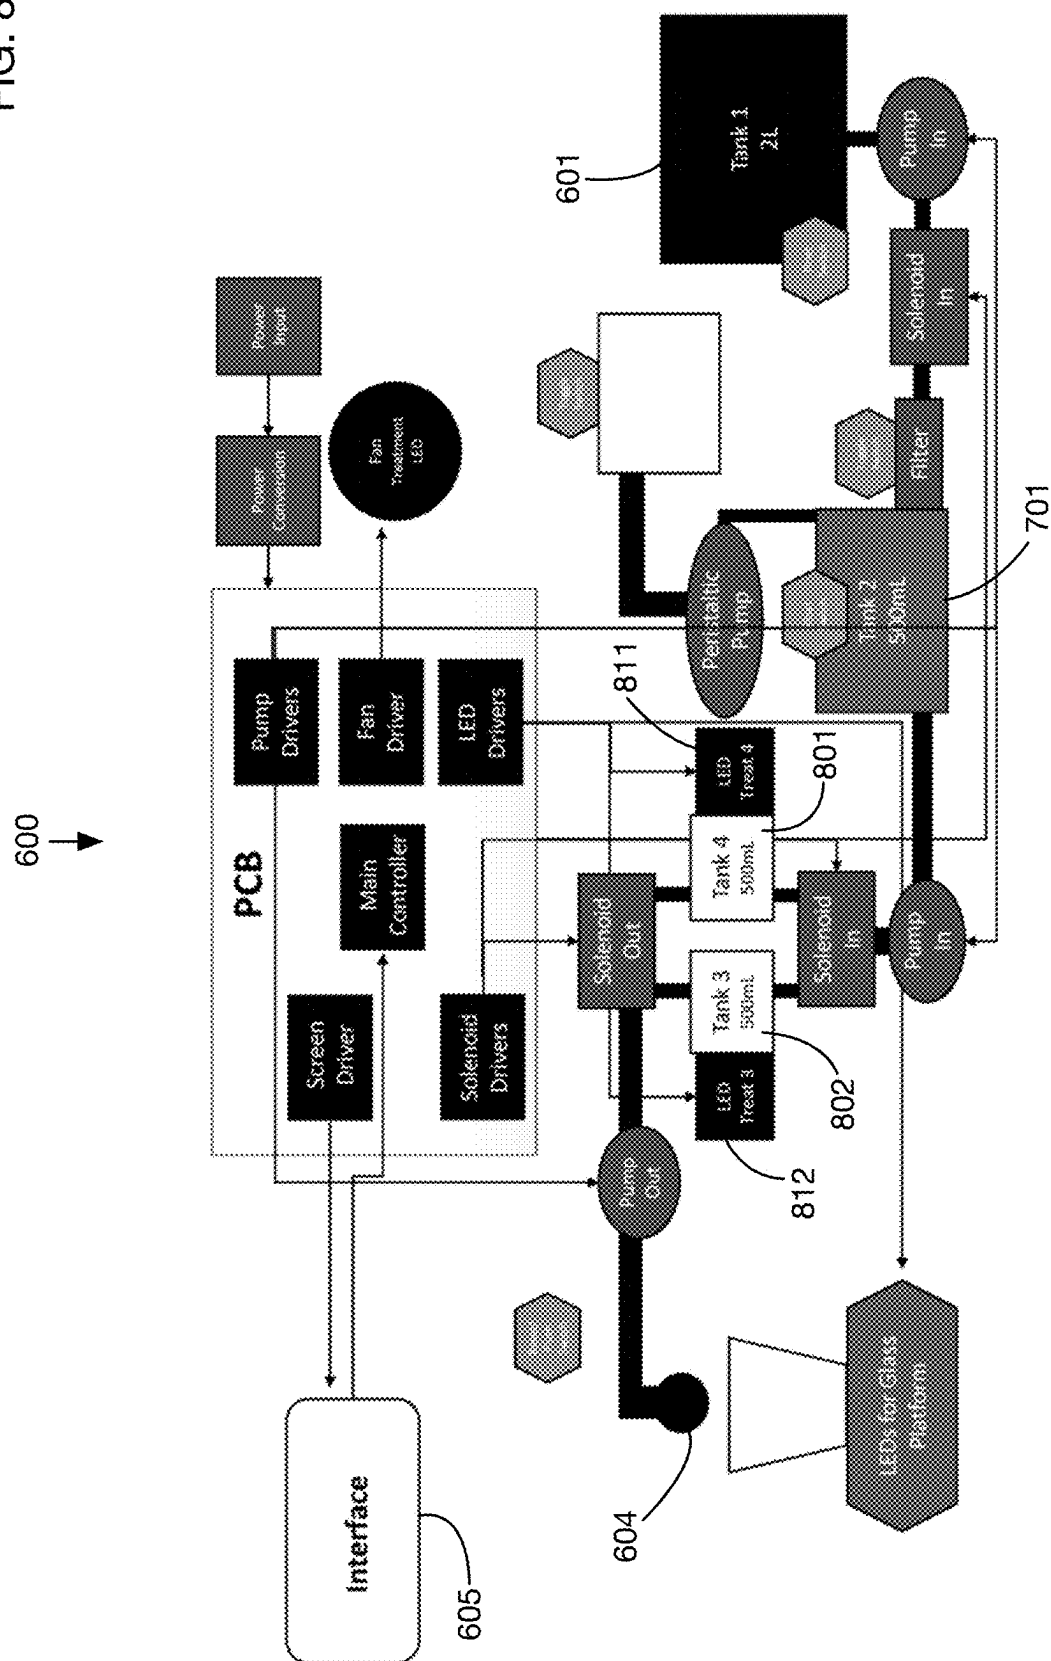 FIG. 8
600
Interface
605
PCB
Screen
Driver
Main
Controller
Solenoid
Drivers
Pump
Drivers
Fan
Driver
LED
Drivers
Power
Input
Power
Conversion
Fan
Treatment
LED
604
Pump
Out
Solenoid
Out
LED
Treat 3
812
Tank 3
500mL
802
Tank 4
500mL
801
LED
Treat 4
811
Solenoid
In
Pump
In
LEDs for Glass
Platform
Peristaltic
Pump
Tank 2
500mL
701
Filter
Solenoid
In
Pump
In
Tank 1
2L
601